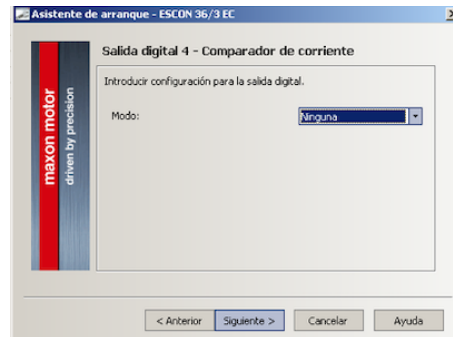 Asistente de arranque - ESCON 36/3 EC
Salida digital 4 - Comparador de corriente
Introducir configuración para la salida digital.
Modo:
Ninguna
maxon motor
driven by precision
< Anterior
Siguiente >
Cancelar
Ayuda